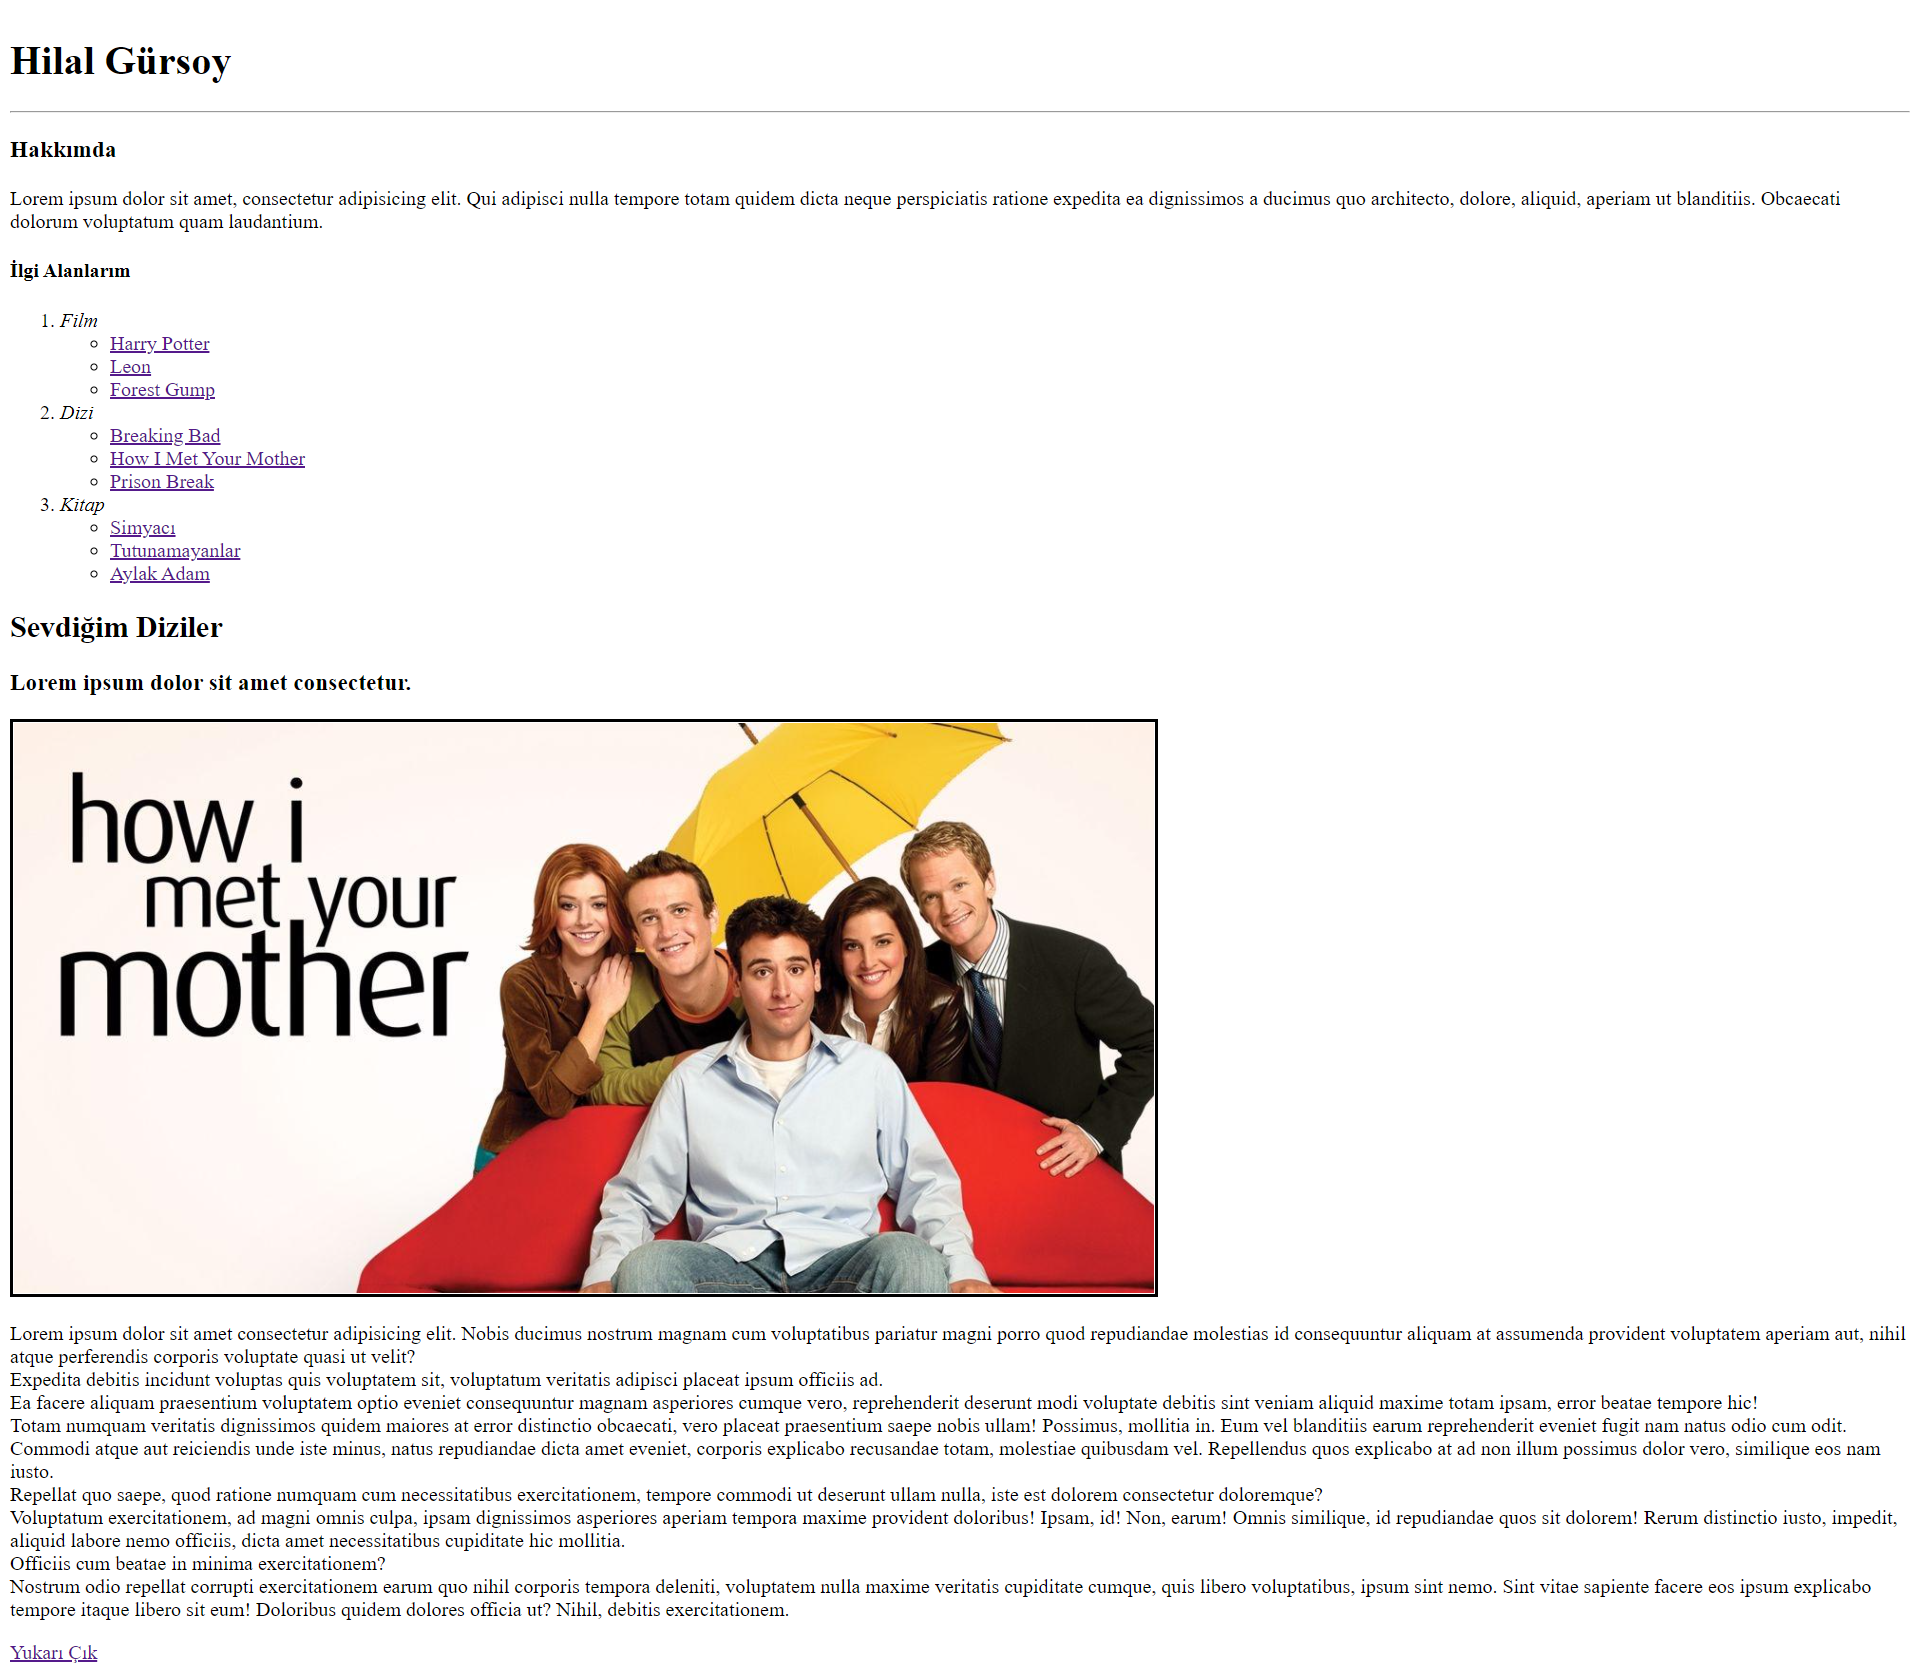 Hilal Gürsoy
Hakkımda
Lorem ipsum dolor sit amet, consectetur adipisicing elit. Qui adipisci nulla tempore totam quidem dicta neque perspiciatis ratione expedita ea dignissimos a ducimus quo architecto, dolore, aliquid, aperiam ut blanditiis. Obcaecati
dolorum voluptatum quam laudantium.
İlgi Alanlarım
1. Film
Harry Potter
Leon
Forest Gump
2. Dizi
Breaking Bad
How I Met Your Mother
Prison Break
3. Kitap
Simyacı
Tutunamayanlar
Aylak Adam
Sevdiğim Diziler
Lorem ipsum dolor sit amet consectetur.
how i
met your
mother
Lorem ipsum dolor sit amet consectetur adipisicing elit. Nobis ducimus nostrum magnam cum voluptatibus pariatur magni porro quod repudiandae molestias id consequuntur aliquam at assumenda provident voluptatem aperiam aut, nihil
atque perferendis corporis voluptate quasi ut velit?
Expedita debitis incidunt voluptas quis voluptatem sit, voluptatum veritatis adipisci placeat ipsum officiis ad.
Ea facere aliquam praesentium voluptatem optio eveniet consequuntur magnam asperiores cumque vero, reprehenderit deserunt modi voluptate debitis sint veniam aliquid maxime totam ipsam, error beatae tempore hic!
Totam numquam veritatis dignissimos quidem maiores at error distinctio obcaecati, vero placeat praesentium saepe nobis ullam! Possimus, mollitia in. Eum vel blanditiis earum reprehenderit eveniet fugit nam natus odio cum odit.
Commodi atque aut reiciendis unde iste minus, natus repudiandae dicta amet eveniet, corporis explicabo recusandae totam, molestiae quibusdam vel. Repellendus quos explicabo at ad non illum possimus dolor vero, similique eos nam
iusto.
Repellat quo saepe, quod ratione numquam cum necessitatibus exercitationem, tempore commodi ut deserunt ullam nulla, iste est dolorem consectetur doloremque?
Voluptatum exercitationem, ad magni omnis culpa, ipsam dignissimos asperiores aperiam tempora maxime provident doloribus! Ipsam, id! Non, earum! Omnis similique, id repudiandae quos sit dolorem! Rerum distinctio iusto, impedit,
aliquid labore nemo officiis, dicta amet necessitatibus cupiditate hic mollitia.
Officiis cum beatae in minima exercitationem?
Nostrum odio repellat corrupti exercitationem earum quo nihil corporis tempora deleniti, voluptatem nulla maxime veritatis cupiditate cumque, quis libero voluptatibus, ipsum sint nemo. Sint vitae sapiente facere eos ipsum explicabo
tempore itaque libero sit eum! Doloribus quidem dolores officia ut? Nihil, debitis exercitationem.
Yukarı Çık